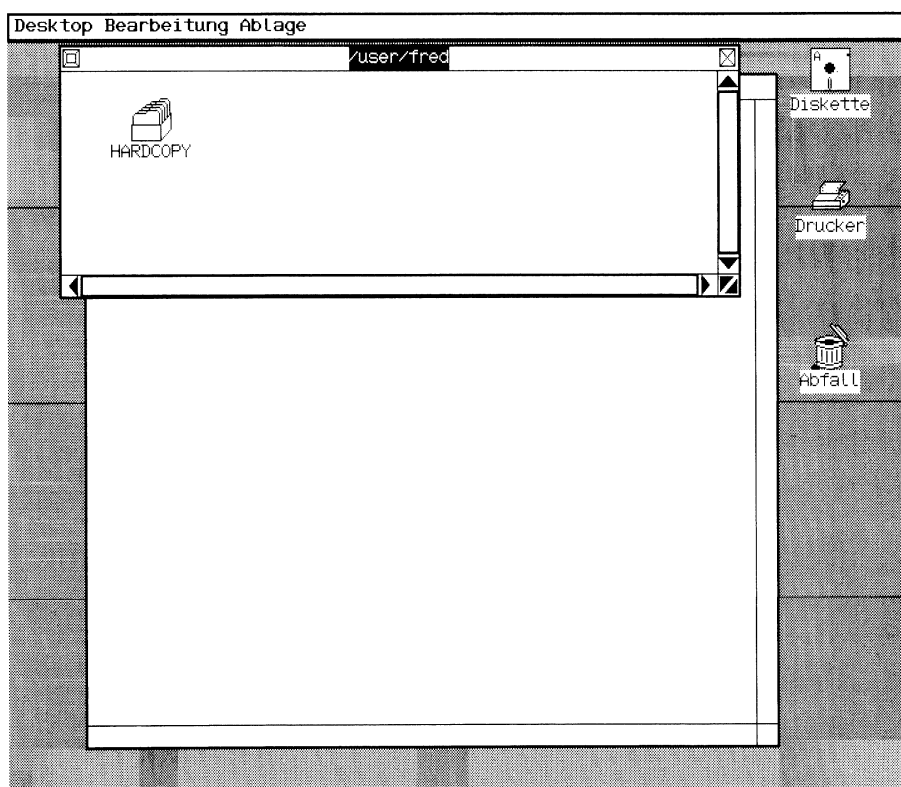 Desktop Bearbeitung Ablage
/user/fred
A
Diskette
HARDCOPY
Drucker
Abfall